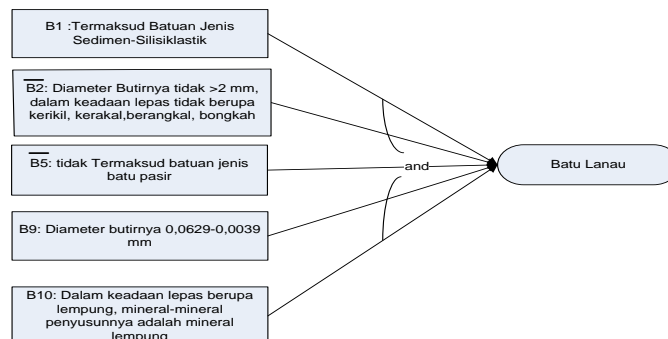 B1 :Termaksud Batuan Jenis
Sedimen-Silisiklastik
B2: Diameter Butirnya tidak >2 mm,
dalam keadaan lepas tidak berupa
kerikil, kerakal,berangkal, bongkah
B5: tidak Termaksud batuan jenis
batu pasir
and
Batu Lanau
B9: Diameter butirnya 0,0629-0,0039
mm
B10: Dalam keadaan lepas berupa
lempung, mineral-mineral
penyusunnya adalah mineral
lempung